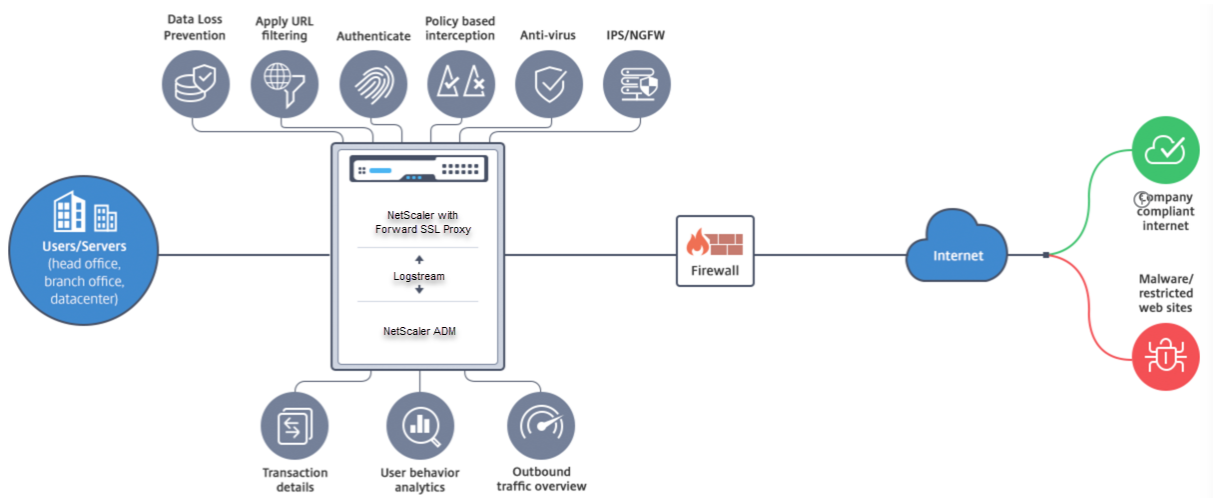 Data Loss
Prevention
Apply URL
filtering
Authenticate
Policy based
interception
Anti-virus
IPS/NGFW
Users/Servers
(head office,
branch office,
datacenter)
NetScaler with
Forward SSL Proxy
Logstream
NetScaler ADM
Firewall
Internet
Company
compliant
internet
Malware/
restricted
web sites
Transaction
details
User behavior
analytics
Outbound
traffic overview